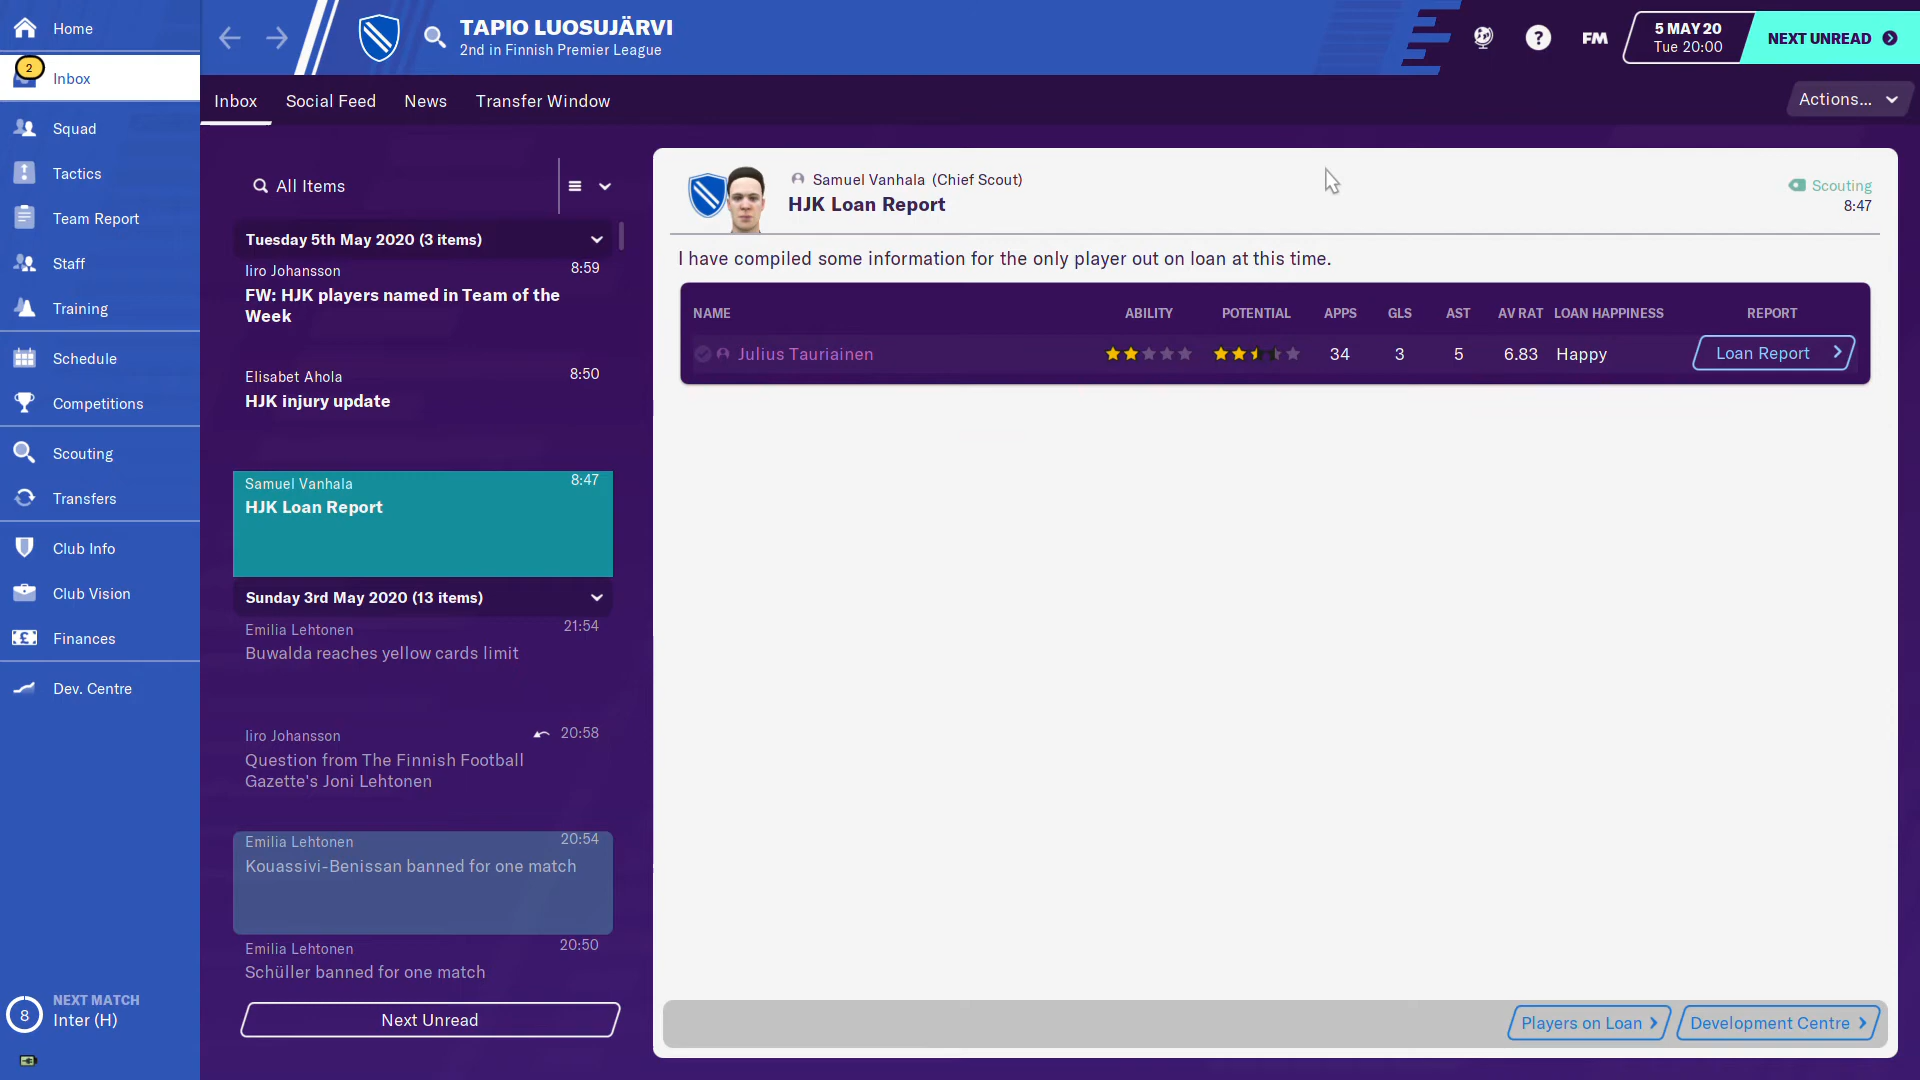 Home
2
Inbox
Squad
Tactics
Team Report
Staff
Training
Schedule
Competitions
Scouting
Transfers
Club Info
Club Vision
Finances
Dev. Centre
NEXT MATCH
8
Inter (H)
TAPIO LUOSUJÄRVI
2nd in Finnish Premier League
?
FM
5 MAY 20
Tue 20:00
NEXT UNREAD
Inbox Social Feed News Transfer Window
Actions...
All Items
Tuesday 5th May 2020 (3 items)
Iiro Johansson 8:59
FW: HJK players named in Team of the
Week
Elisabet Ahola 8:50
HJK injury update
Samuel Vanhala 8:47
HJK Loan Report
Sunday 3rd May 2020 (13 items)
Emilia Lehtonen 21:54
Buwalda reaches yellow cards limit
Iiro Johansson 20:58
Question from The Finnish Football
Gazette's Joni Lehtonen
Emilia Lehtonen 20:54
Kouassivi-Benissan banned for one match
Emilia Lehtonen 20:50
Schüller banned for one match
Next Unread
Samuel Vanhala (Chief Scout)
HJK Loan Report
Scouting
8:47
I have compiled some information for the only player out on loan at this time.
NAME ABILITY POTENTIAL APPS GLS AST AV RAT LOAN HAPPINESS REPORT
Julius Tauriainen 34 3 5 6.83 Happy Loan Report
Players on Loan
Development Centre